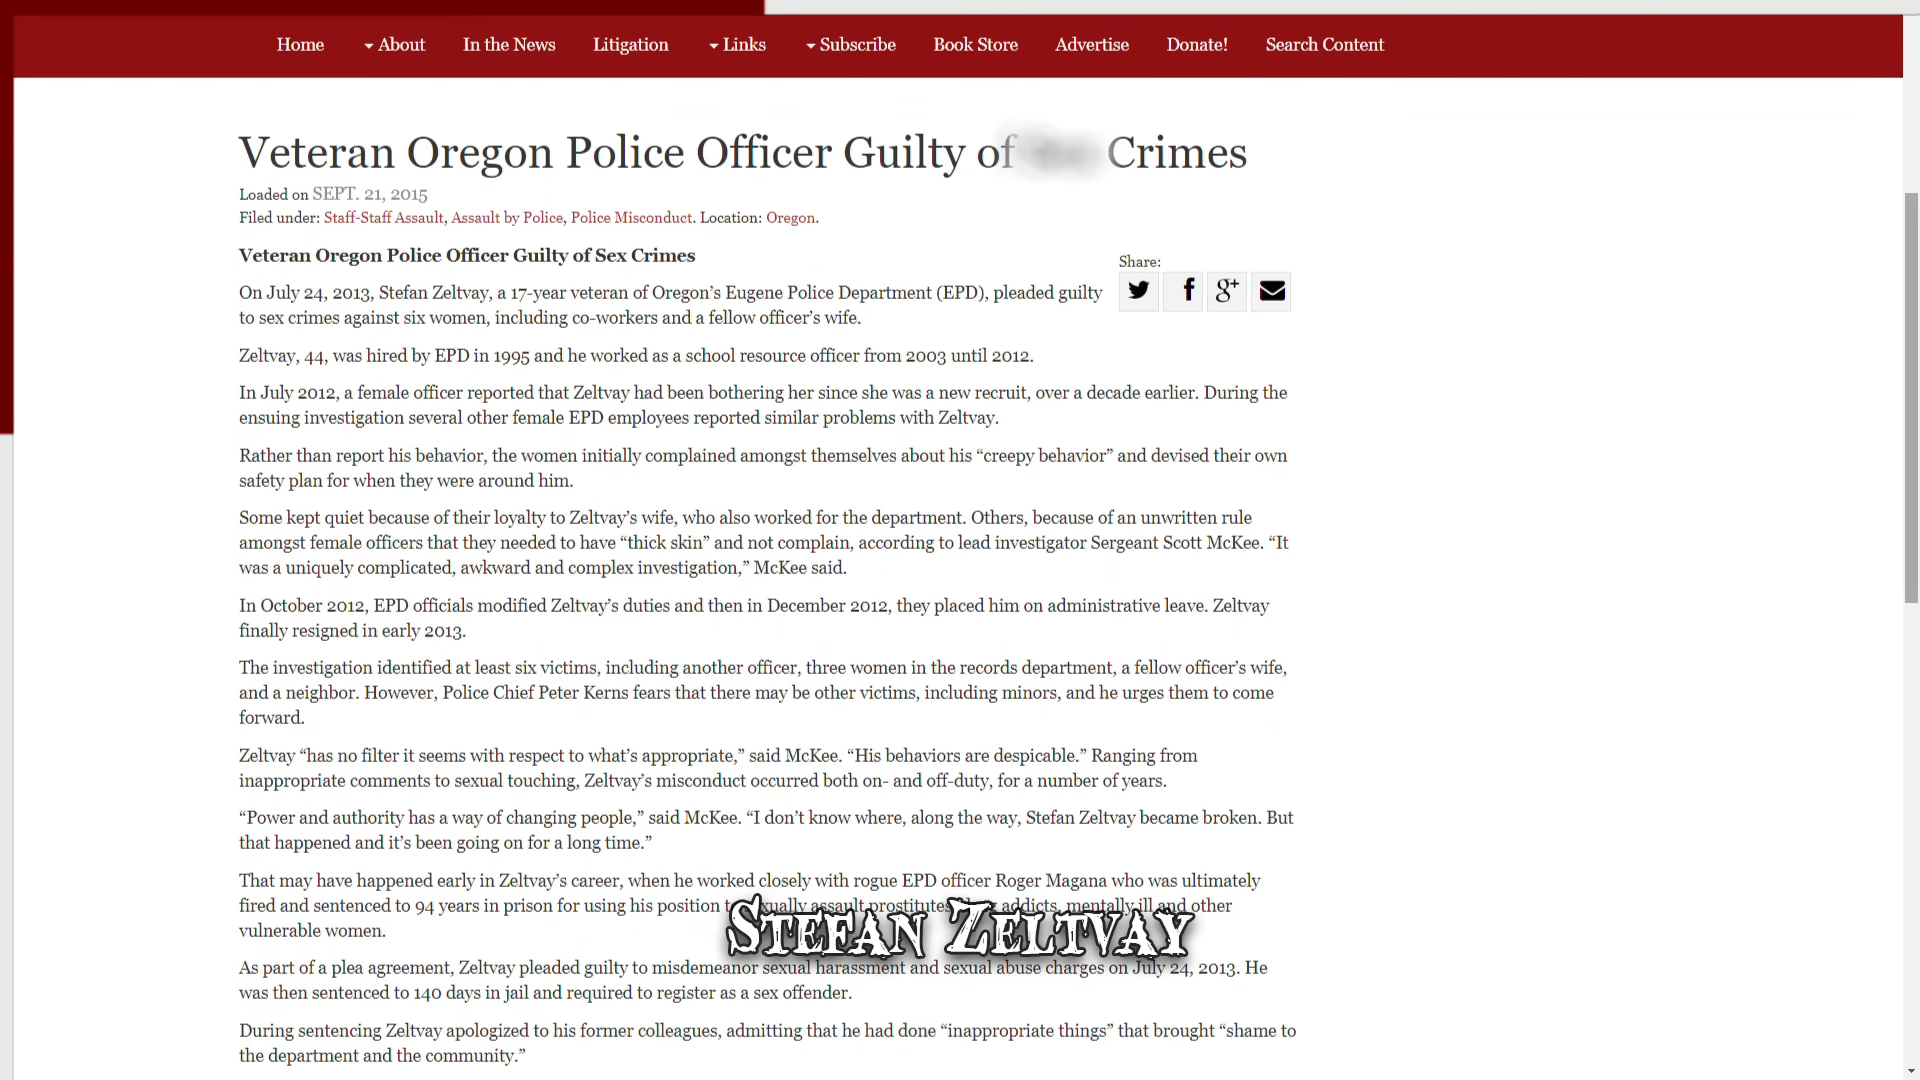 Home About In the News Litigation Links Subscribe Book Store Advertise Donate! Search Content
Veteran Oregon Police Officer Guilty of Crimes
Loaded on SEPT. 21, 2015
Filed under: Staff-Staff Assault, Assault by Police, Police Misconduct. Location: Oregon.
Veteran Oregon Police Officer Guilty of Sex Crimes
Share:
On July 24, 2013, Stefan Zeltvay, a 17-year veteran of Oregon’s Eugene Police Department (EPD), pleaded guilty
to sex crimes against six women, including co-workers and a fellow officer’s wife.
Zeltvay, 44, was hired by EPD in 1995 and he worked as a school resource officer from 2003 until 2012.
In July 2012, a female officer reported that Zeltvay had been bothering her since she was a new recruit, over a decade earlier. During the
ensuing investigation several other female EPD employees reported similar problems with Zeltvay.
Rather than report his behavior, the women initially complained amongst themselves about his “creepy behavior” and devised their own
safety plan for when they were around him.
Some kept quiet because of their loyalty to Zeltvay’s wife, who also worked for the department. Others, because of an unwritten rule
amongst female officers that they needed to have “thick skin” and not complain, according to lead investigator Sergeant Scott McKee. “It
was a uniquely complicated, awkward and complex investigation,” McKee said.
In October 2012, EPD officials modified Zeltvay’s duties and then in December 2012, they placed him on administrative leave. Zeltvay
finally resigned in early 2013.
The investigation identified at least six victims, including another officer, three women in the records department, a fellow officer’s wife,
and a neighbor. However, Police Chief Peter Kerns fears that there may be other victims, including minors, and he urges them to come
forward.
Zeltvay “has no filter it seems with respect to what’s appropriate,” said McKee. “His behaviors are despicable.” Ranging from
inappropriate comments to sexual touching, Zeltvay’s misconduct occurred both on- and off-duty, for a number of years.
“Power and authority has a way of changing people,” said McKee. “I don’t know where, along the way, Stefan Zeltvay became broken. But
that happened and it’s been going on for a long time.”
That may have happened early in Zeltvay’s career, when he worked closely with rogue EPD officer Roger Magana who was ultimately
fired and sentenced to 94 years in prison for using his position assault prostitutes addicts, mentally ill and other
vulnerable women.
Stefan Zeltvay
As part of a plea agreement, Zeltvay pleaded guilty to misdemeanor sexual harassment and sexual abuse charges on July 24, 2013. He
was then sentenced to 140 days in jail and required to register as a sex offender.
During sentencing Zeltvay apologized to his former colleagues, admitting that he had done “inappropriate things” that brought “shame to
the department and the community.”